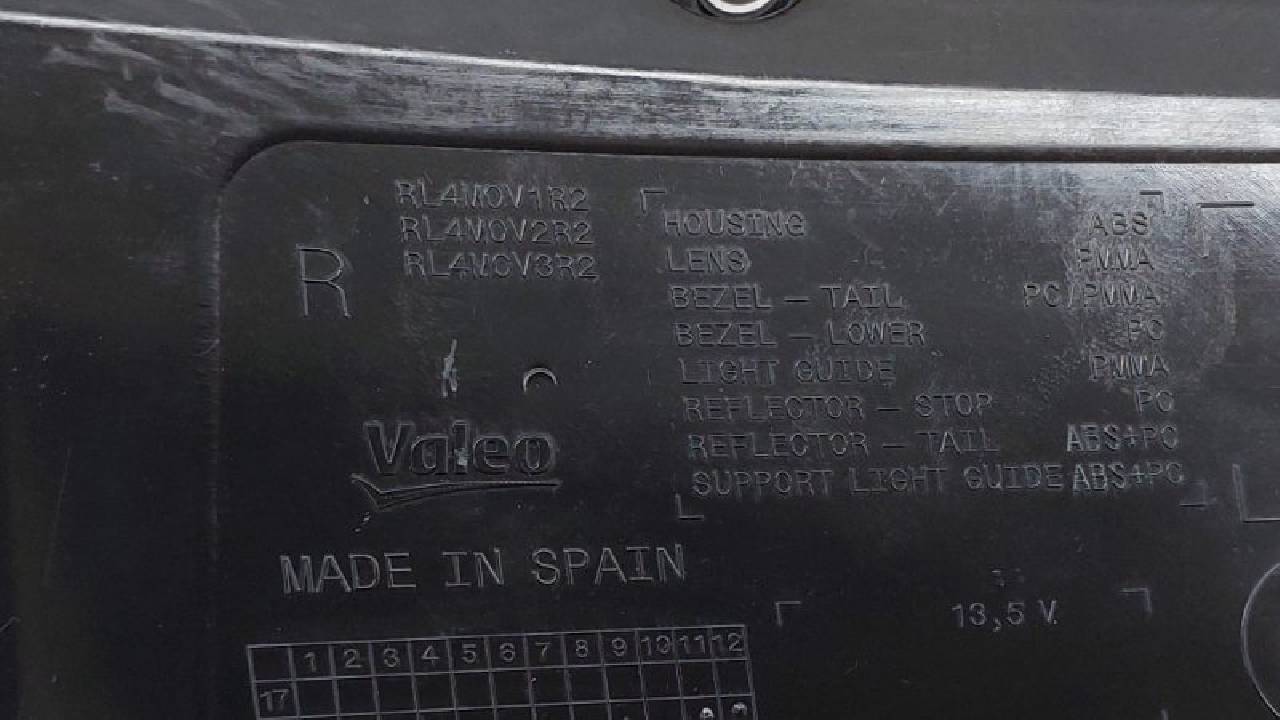 RL4MOV1R2
RL4MOV2R2
RL4MOV3R2
R
HOUSING ABS
LENS PMMA
BEZEL – TAIL PC/PMMA
BEZEL – LOWER PC
LIGHT GUIDE PMMA
REFLECTOR – STOP PC
REFLECTOR – TAIL ABS+PC
SUPPORT LIGHT GUIDE ABS+PC
Valeo
MADE IN SPAIN
13,5 V
1 2 3 4 5 6 7 8 9 10 11 12
17